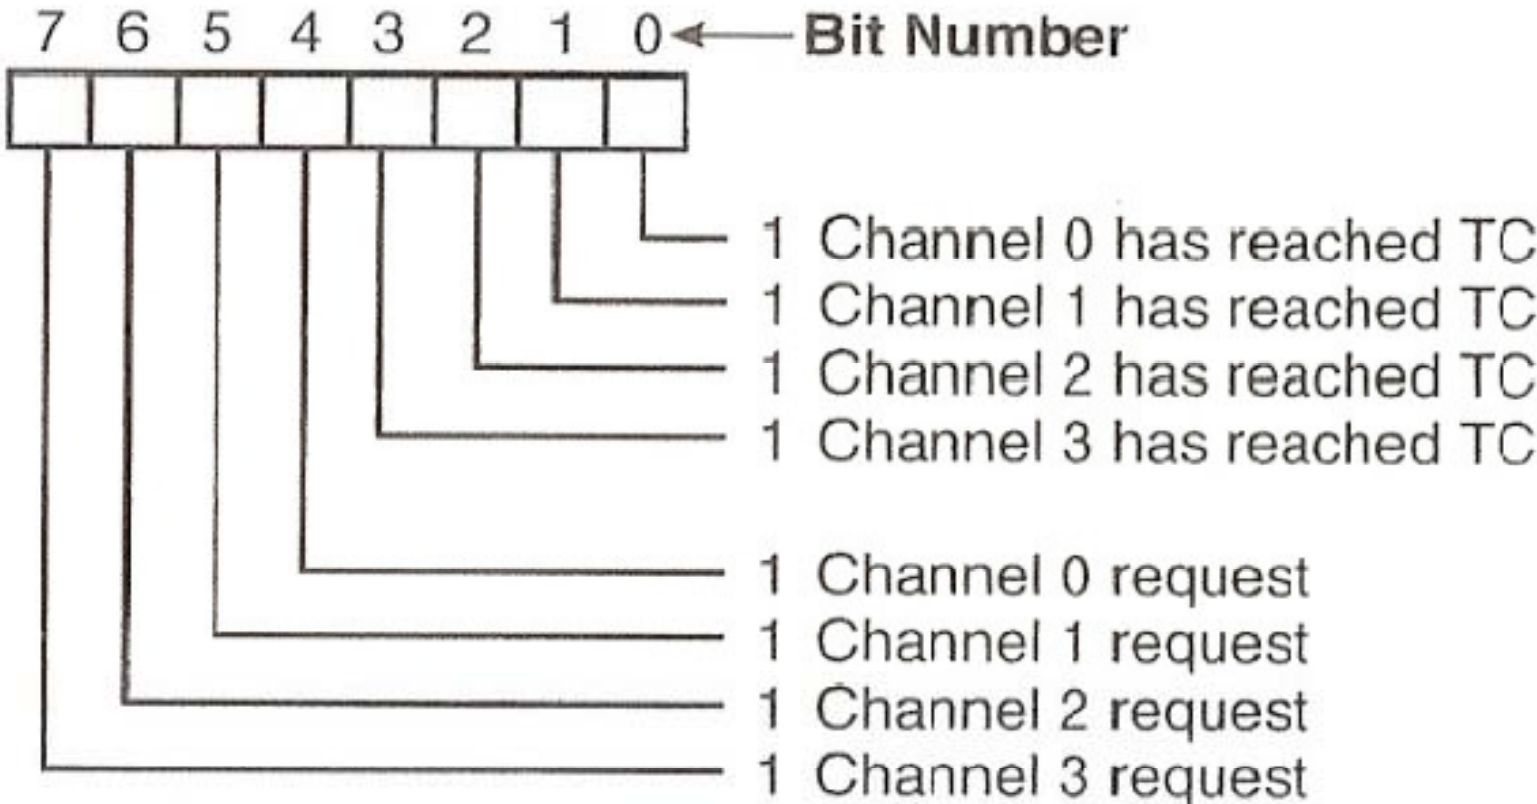 7 6 5 4 3 2 1 0 Bit Number
1 Channel 0 has reached TC
1 Channel 1 has reached TC
1 Channel 2 has reached TC
1 Channel 3 has reached TC
1 Channel 0 request
1 Channel 1 request
1 Channel 2 request
1 Channel 3 request